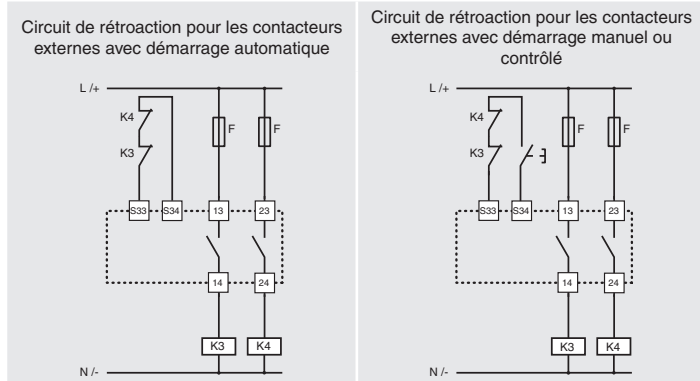 Circuit de rétroaction pour les contacteurs
externes avec démarrage automatique
L /+
K4
F
F
K3
S33
S34
13
23
14
24
K3
K4
N /-
Circuit de rétroaction pour les contacteurs
externes avec démarrage manuel ou
contrôlé
L /+
K4
F
F
K3
S33
S34
13
23
14
24
K3
K4
N /-